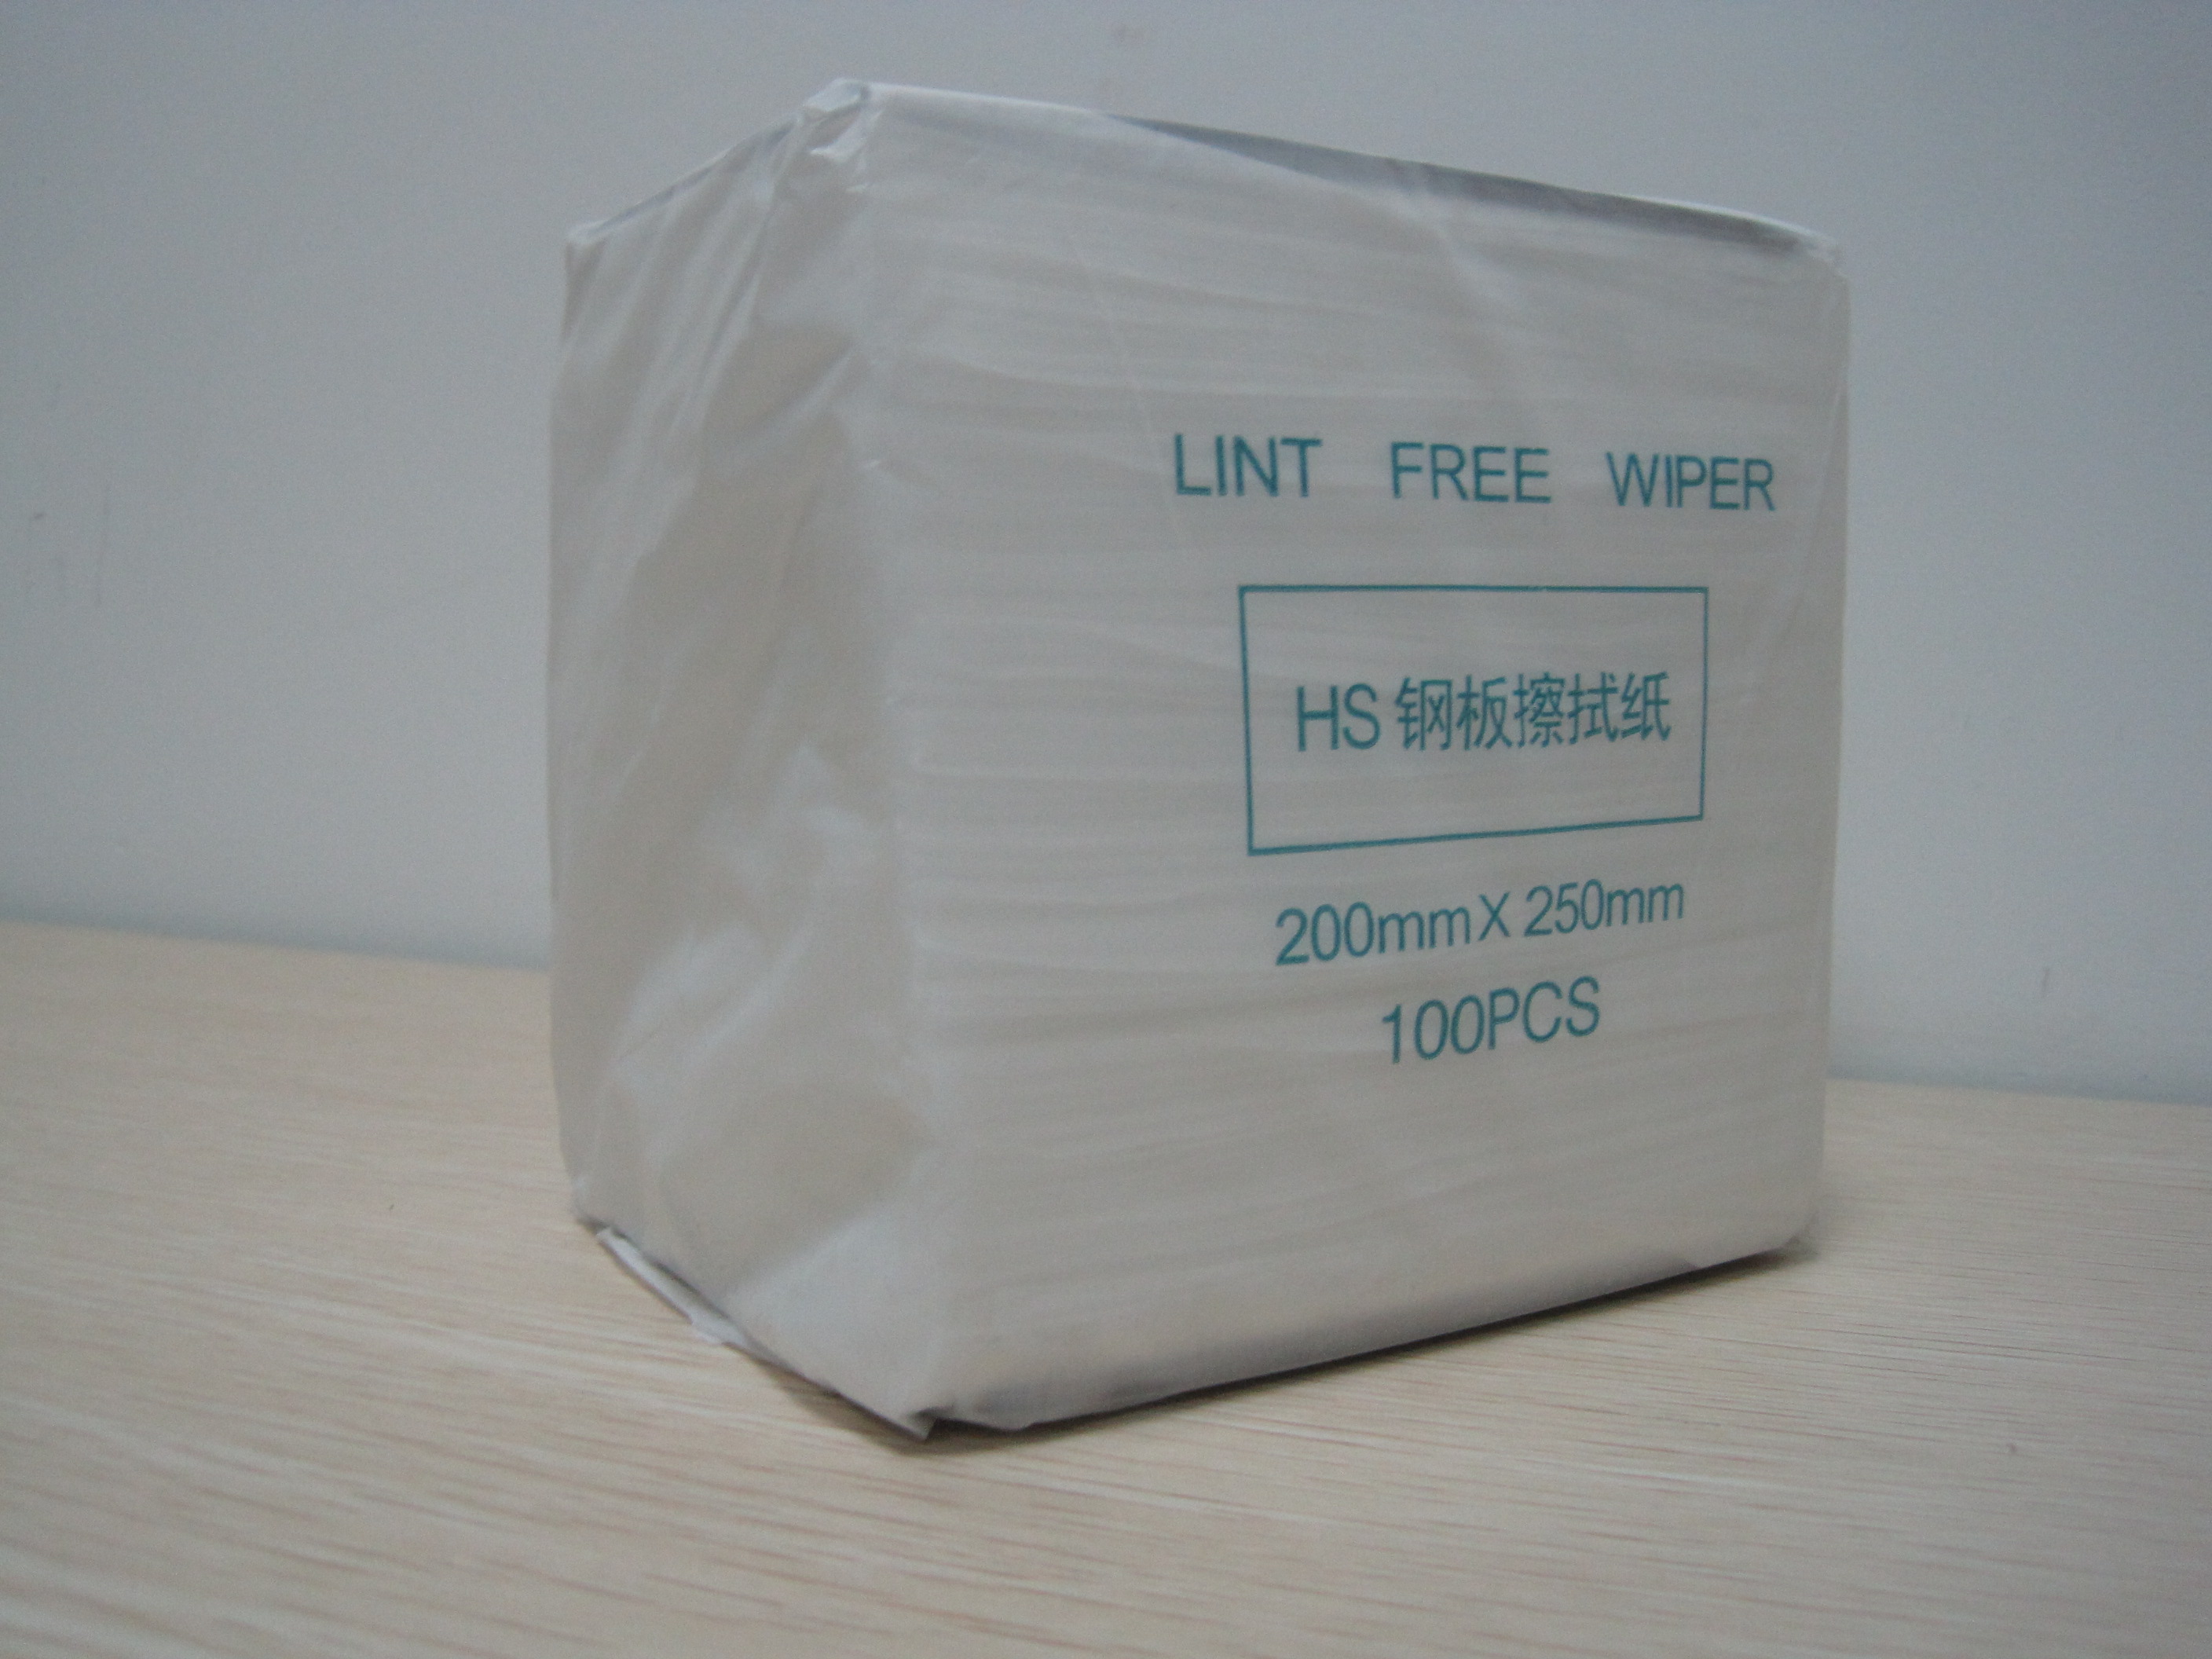 LINT FREE WIPER
HS 钢板擦拭纸
200mm X 250mm
100PCS